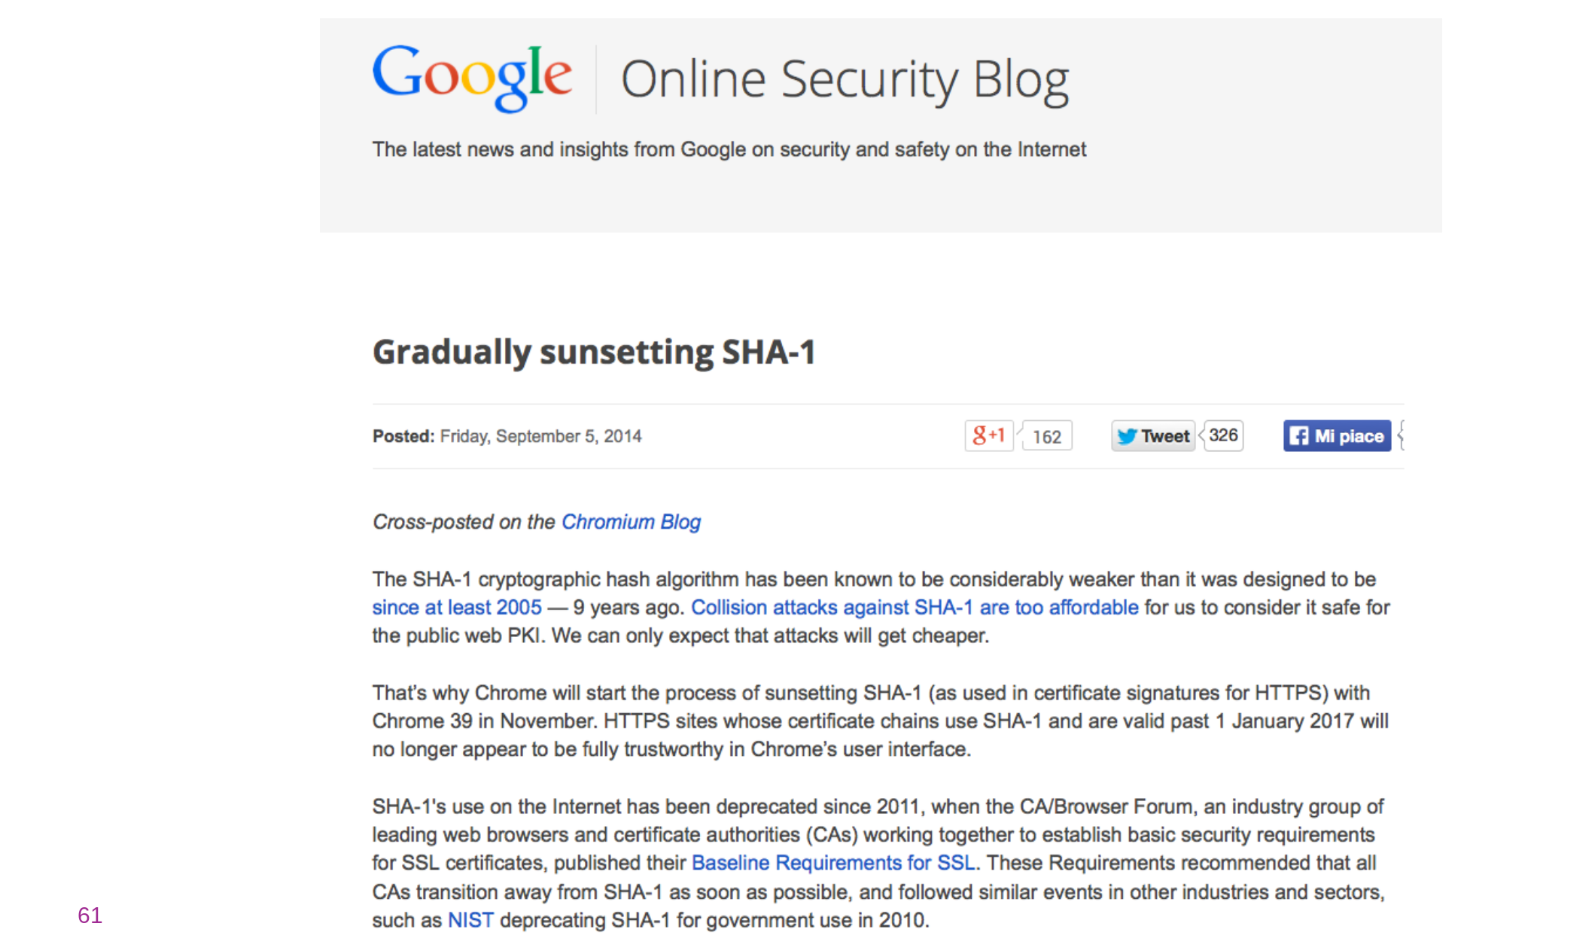 Google Online Security Blog
The latest news and insights from Google on security and safety on the Internet
Gradually sunsetting SHA-1
Posted: Friday, September 5, 2014 g+1 162 Tweet 326 Mi piace
Cross-posted on the Chromium Blog
The SHA-1 cryptographic hash algorithm has been known to be considerably weaker than it was designed to be
since at least 2005 — 9 years ago. Collision attacks against SHA-1 are too affordable for us to consider it safe for
the public web PKI. We can only expect that attacks will get cheaper.
That's why Chrome will start the process of sunsetting SHA-1 (as used in certificate signatures for HTTPS) with
Chrome 39 in November. HTTPS sites whose certificate chains use SHA-1 and are valid past 1 January 2017 will
no longer appear to be fully trustworthy in Chrome's user interface.
SHA-1's use on the Internet has been deprecated since 2011, when the CA/Browser Forum, an industry group of
leading web browsers and certificate authorities (CAs) working together to establish basic security requirements
for SSL certificates, published their Baseline Requirements for SSL. These Requirements recommended that all
CAs transition away from SHA-1 as soon as possible, and followed similar events in other industries and sectors,
such as NIST deprecating SHA-1 for government use in 2010.
61